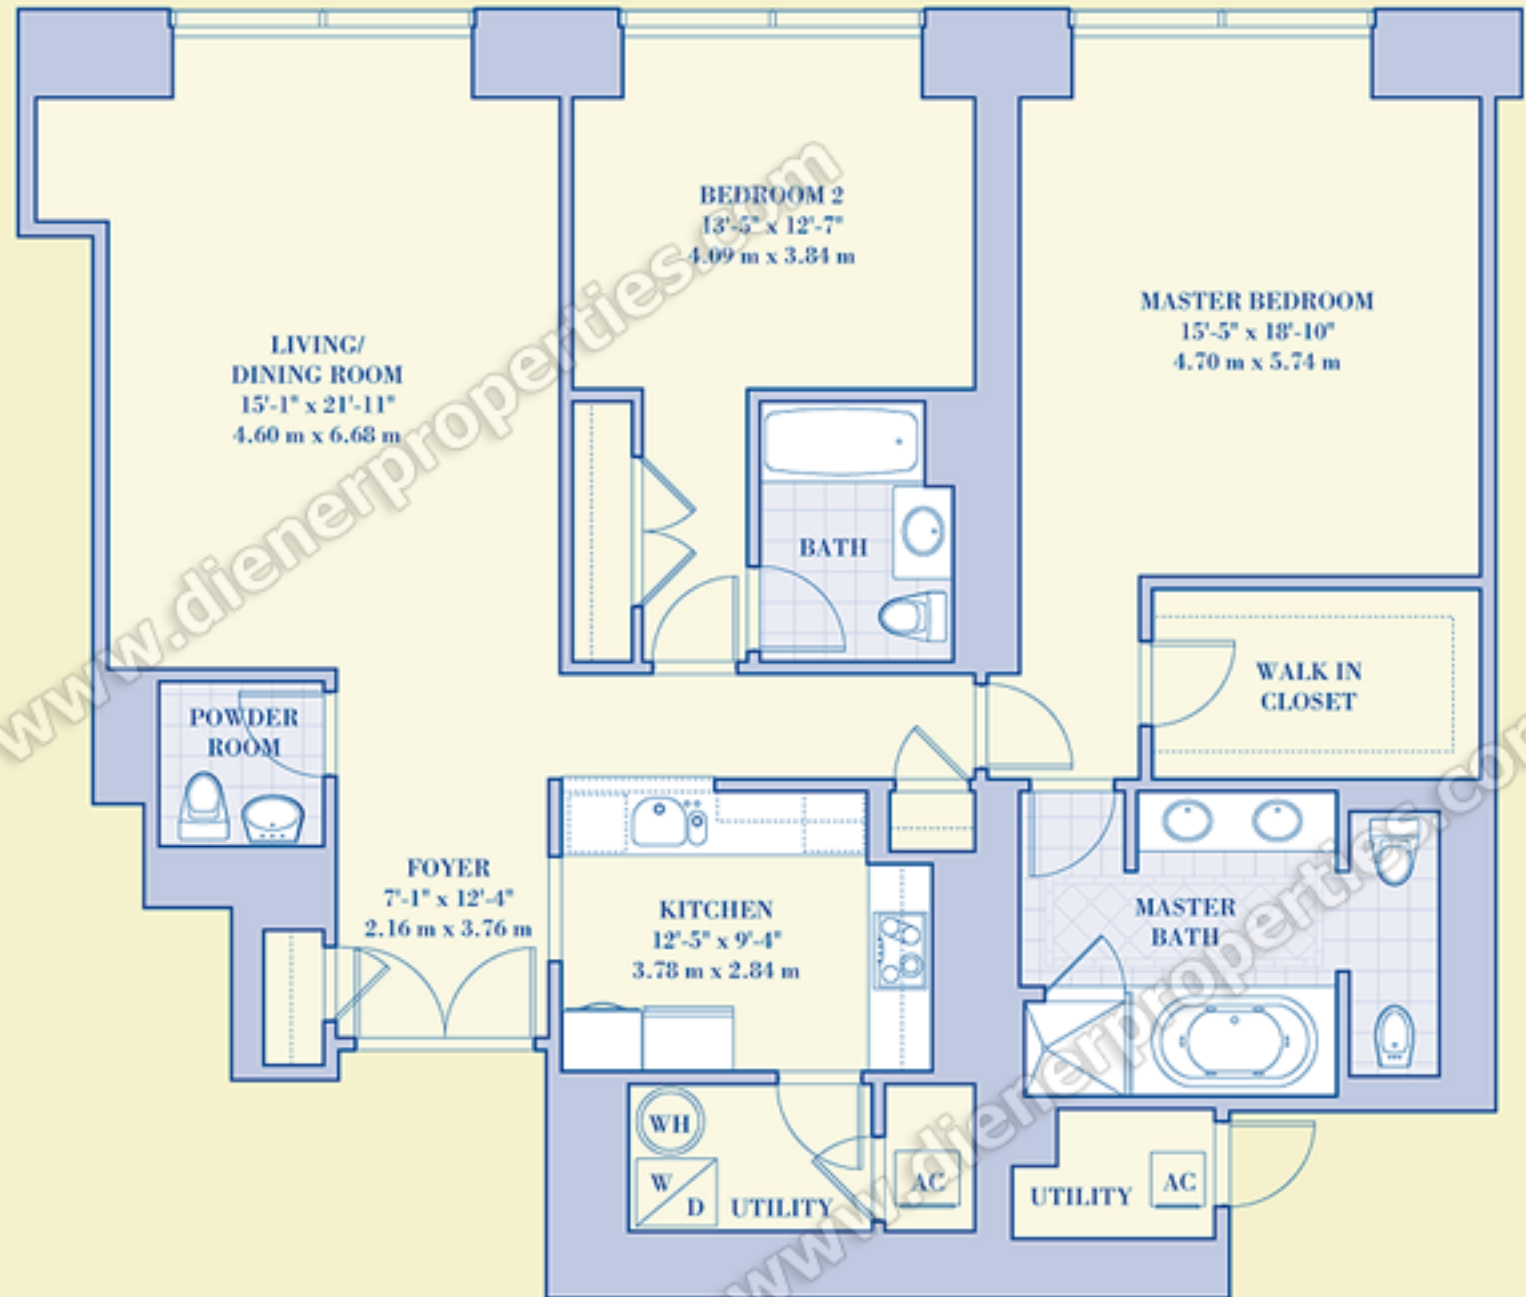 BEDROOM 2
13'-5" x 12'-7"
4.09 m x 3.84 m
MASTER BEDROOM
15'-5" x 18'-10"
4.70 m x 5.74 m
LIVING/
DINING ROOM
15'-1" x 21'-11"
4.60 m x 6.68 m
BATH
WALK IN
CLOSET
POWDER
ROOM
FOYER
7'-1" x 12'-4"
2.16 m x 3.76 m
KITCHEN
12'-5" x 9'-4"
3.78 m x 2.84 m
MASTER
BATH
WH
W
D
UTILITY
AC
UTILITY
AC
www.dienerproperties.com
www.dienerproperties.com